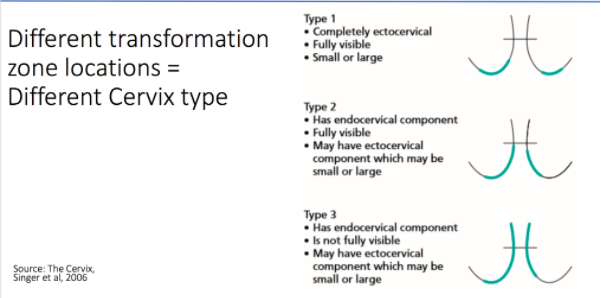 Different transformation
zone locations =
Different Cervix type
Source: The Cervix,
Singer et al, 2006
Type 1
• Completely ectocervical
• Fully visible
• Small or large
Type 2
• Has endocervical component
• Fully visible
• May have ectocervical
component which may be
small or large
Type 3
• Has endocervical component
• Is not fully visible
• May have ectocervical
component which may be
small or large